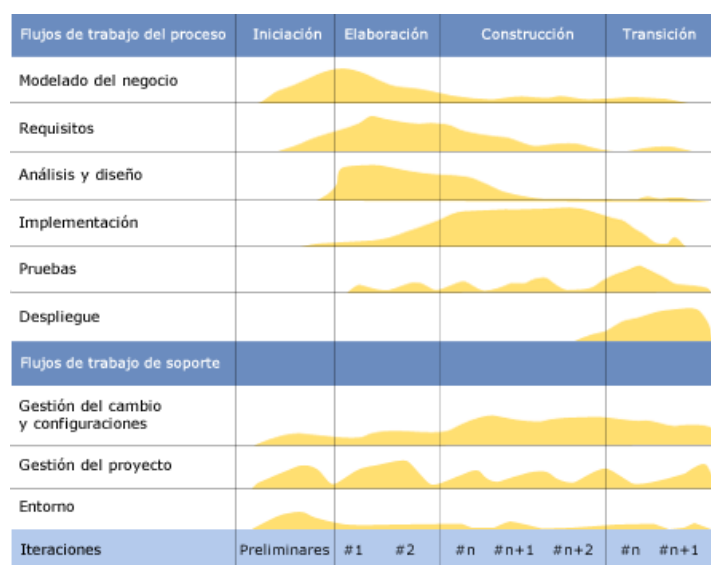 Flujos de trabajo del proceso Iniciación Elaboración Construcción Transición
Modelado del negocio
Requisitos
Análisis y diseño
Implementación
Pruebas
Despliegue
Flujos de trabajo de soporte
Gestión del cambio
y configuraciones
Gestión del proyecto
Entorno
Iteraciones Preliminares #1 #2 #n #n+1 #n+2 #n #n+1